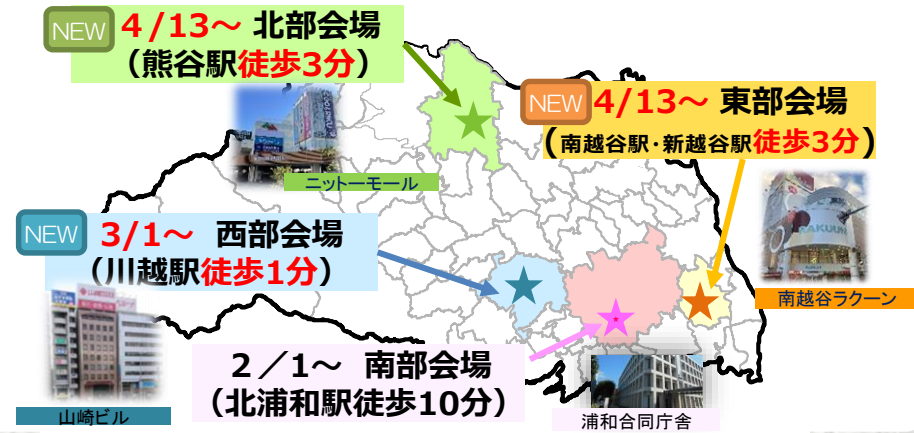 NEW 4/13～ 北部会場
（熊谷駅徒歩3分）
ニットーモール
NEW 4/13～ 東部会場
（南越谷駅・新越谷駅徒歩3分）
RAKUUN
南越谷ラクーン
NEW 3/1～ 西部会場
（川越駅徒歩1分）
山崎ビル
２／1～ 南部会場
（北浦和駅徒歩10分）
浦和合同庁舎